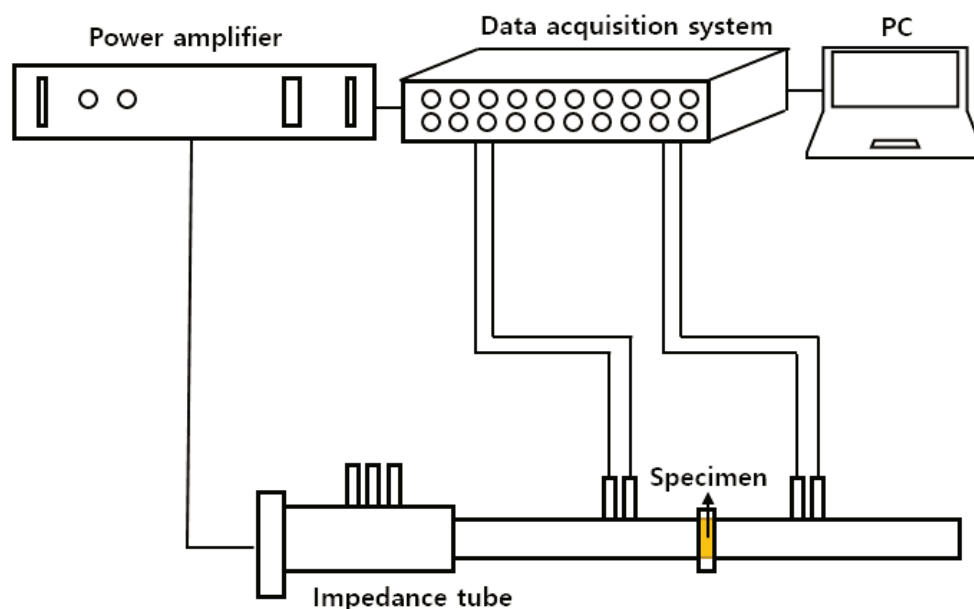 Power amplifier
Data acquisition system
PC
Specimen
Impedance tube